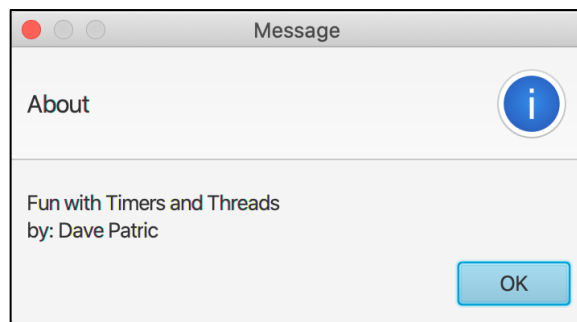 Message
About
i
Fun with Timers and Threads
by: Dave Patric
OK